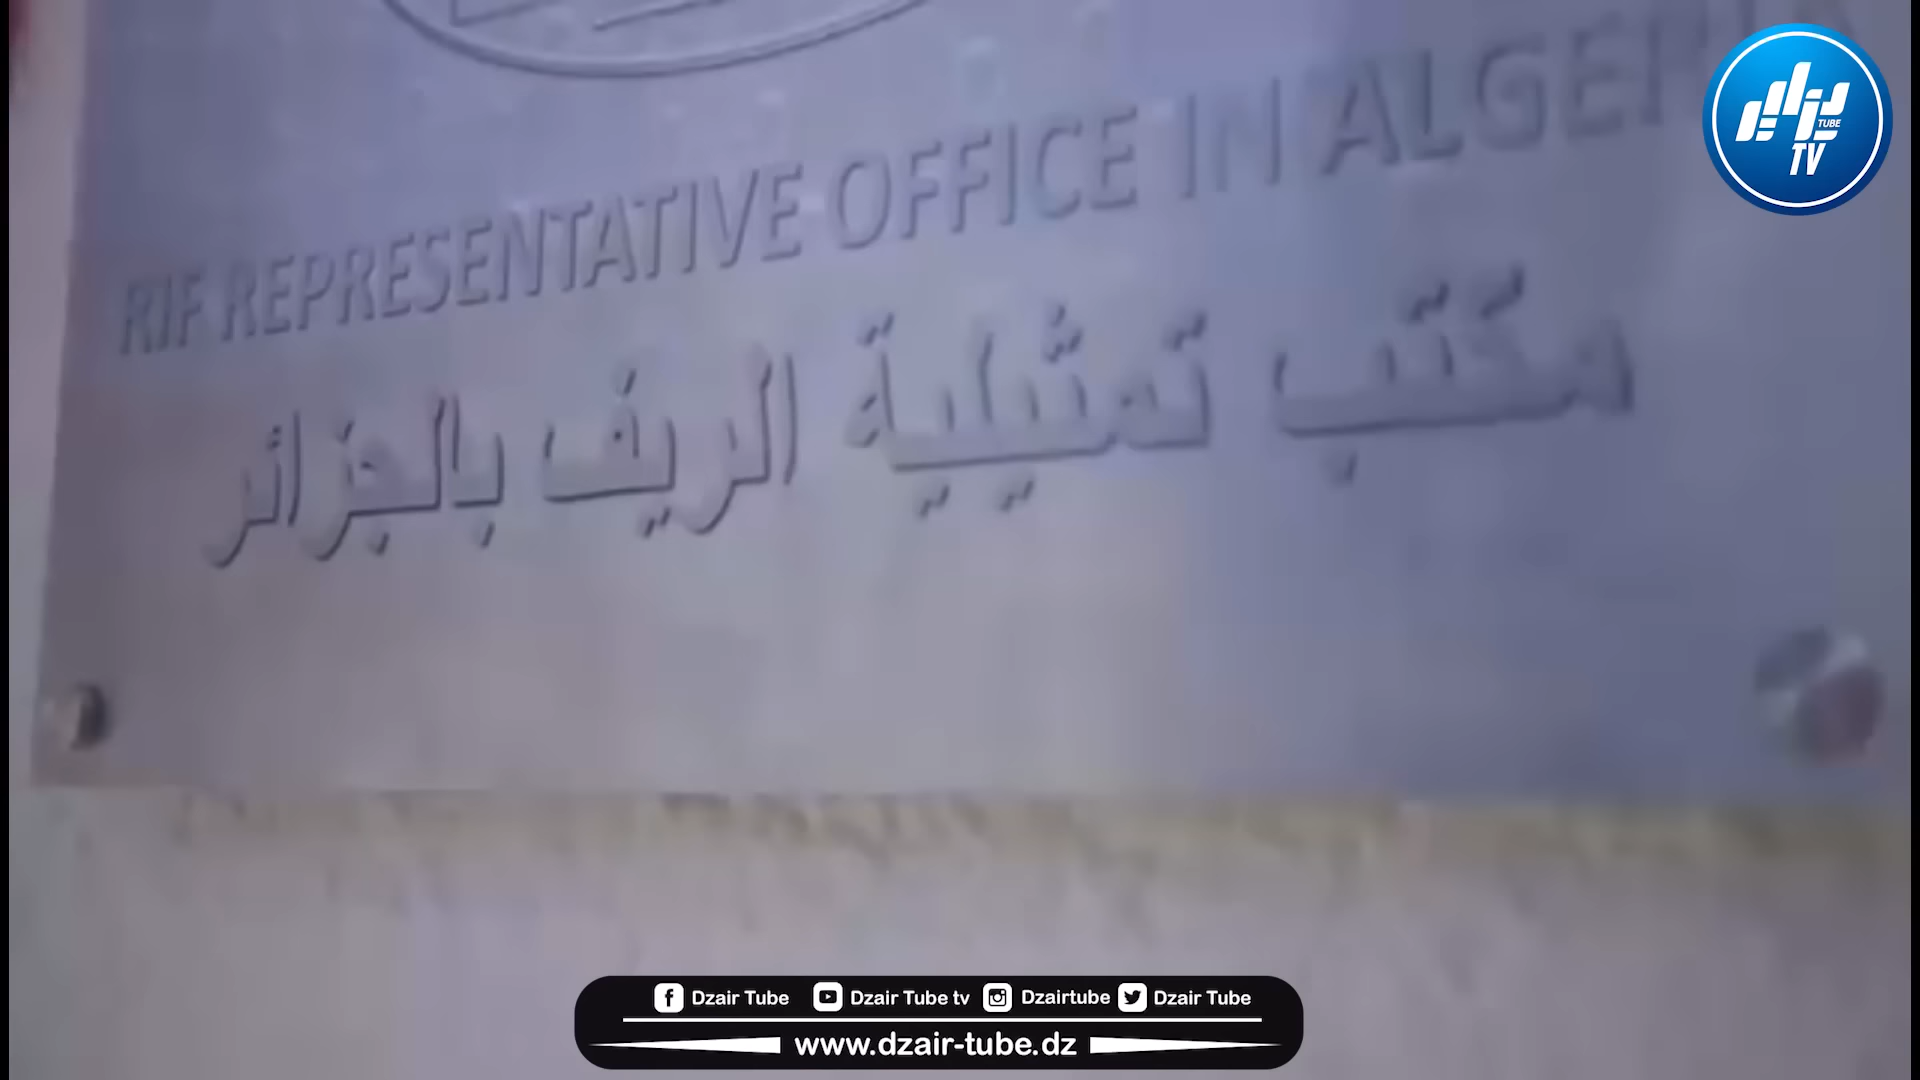 RIF REPRESENTATIVE OFFICE IN ALGERIA
مكتب تمثيلية الريف بالجزائر
TUBE
TV
Dzair Tube Dzair Tube tv Dzairtube Dzair Tube
www.dzair-tube.dz